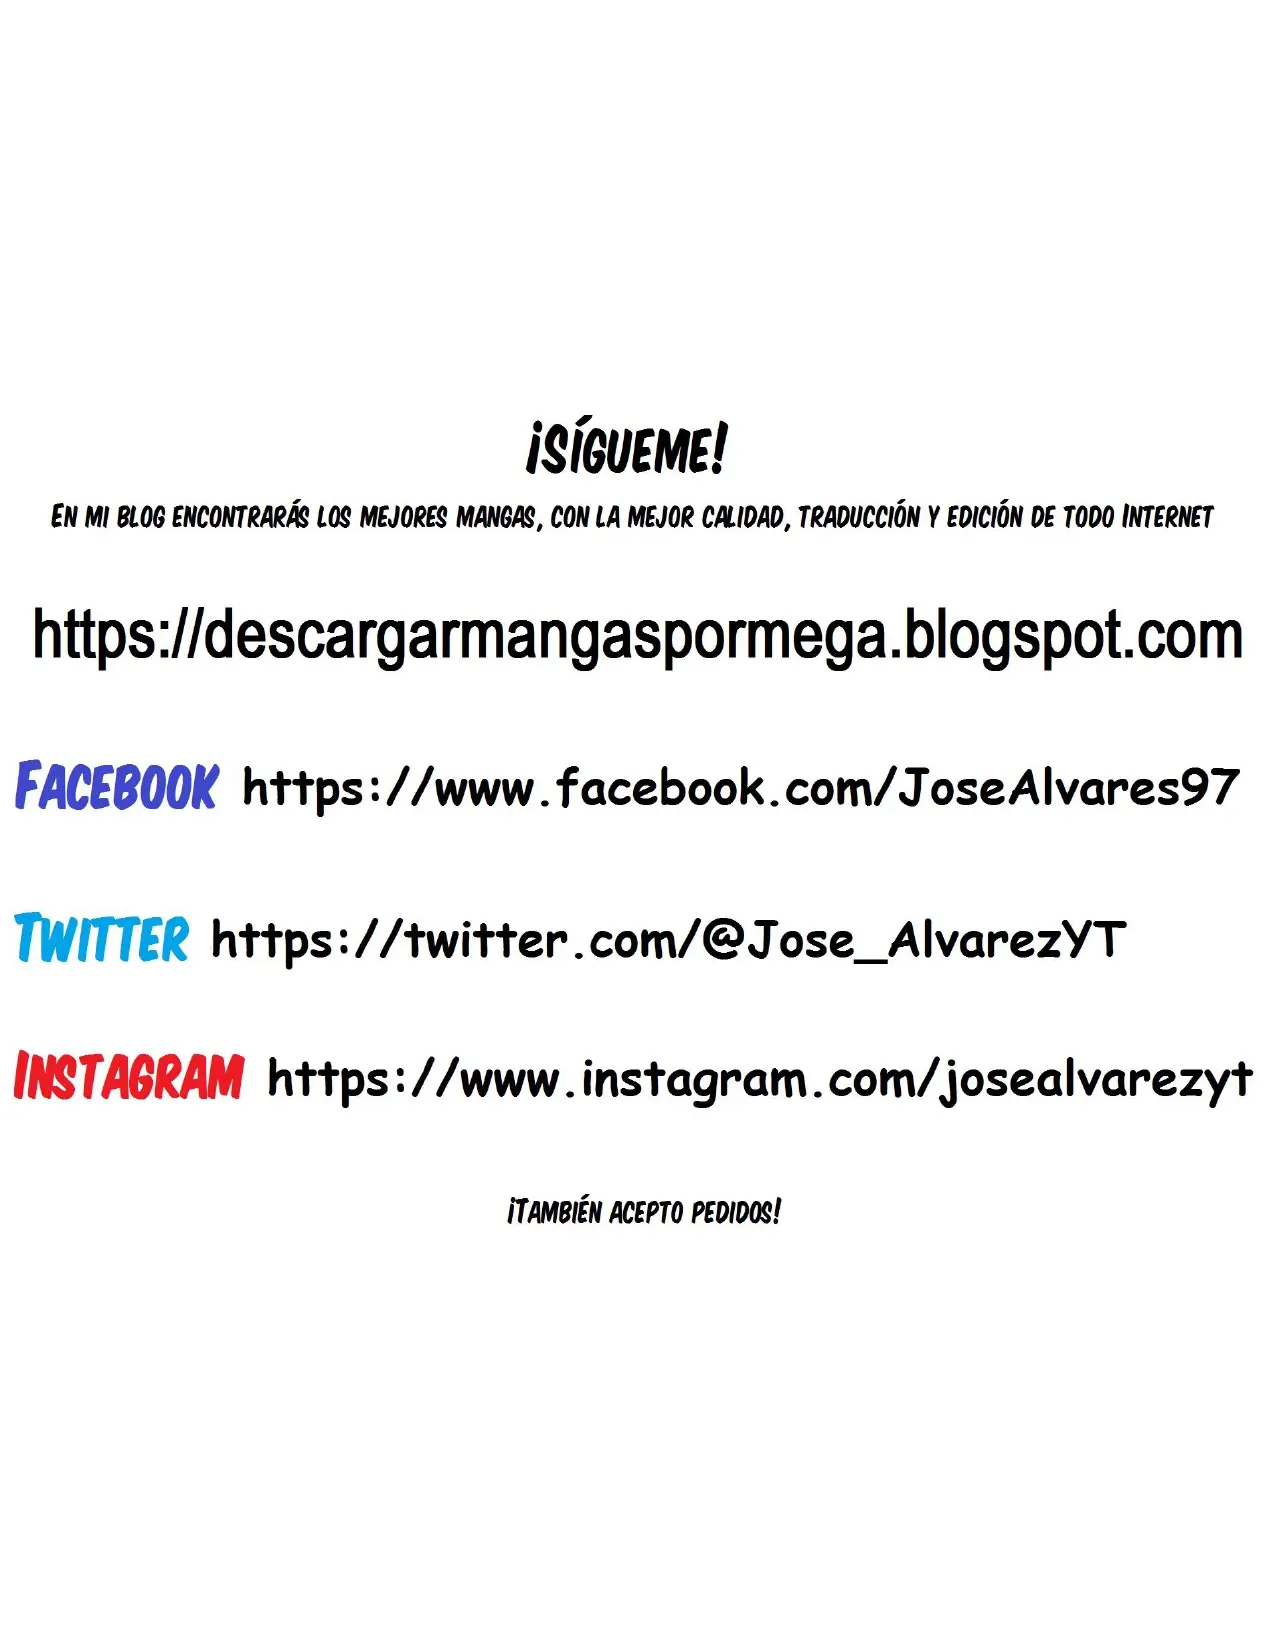 ¡SÍGUEME!
EN MI BLOG ENCONTRARÁS LOS MEJORES MANGAS, CON LA MEJOR CALIDAD, TRADUCCIÓN Y EDICIÓN DE TODO INTERNET
https://descargarmangaspormega.blogspot.com
FACEBOOK https://www.facebook.com/JoseAlvares97
TWITTER https://twitter.com/@Jose_AlvarezYT
INSTAGRAM https://www.instagram.com/josealvarezyt
¡TAMBIÉN ACEPTO PEDIDOS!